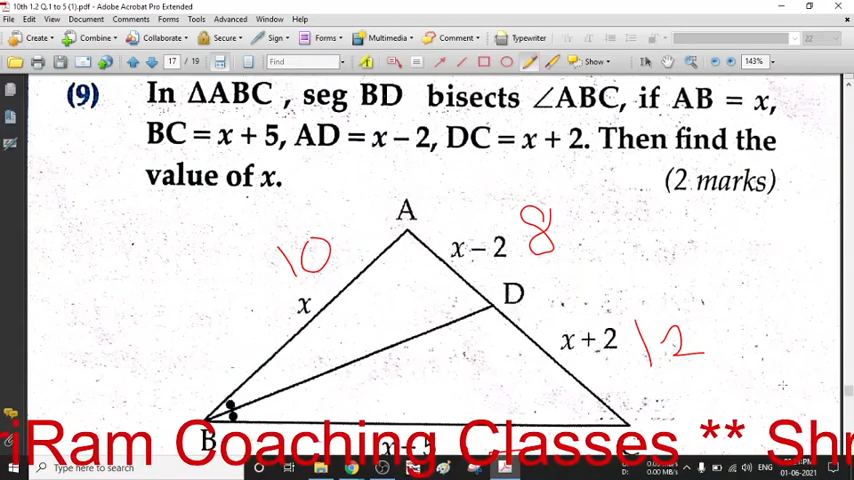 10th 1.2 Q.1 to 5 (1).pdf - Adobe Acrobat Pro Extended
File Edit View Document Comments Forms Tools Advanced Window Help
Create Combine Collaborate Secure Sign Forms Multimedia Comment Typewriter
17 / 19 Find Show 143%
(9) In ΔABC , seg BD bisects ∠ABC, if AB = x,
BC = x + 5, AD = x – 2, DC = x + 2. Then find the
value of x. (2 marks)
A
x – 2 8
10
D
x
x + 2 12
B
iRam Coaching Classes ** Sh
Type here to search
ENG
01-06-2021